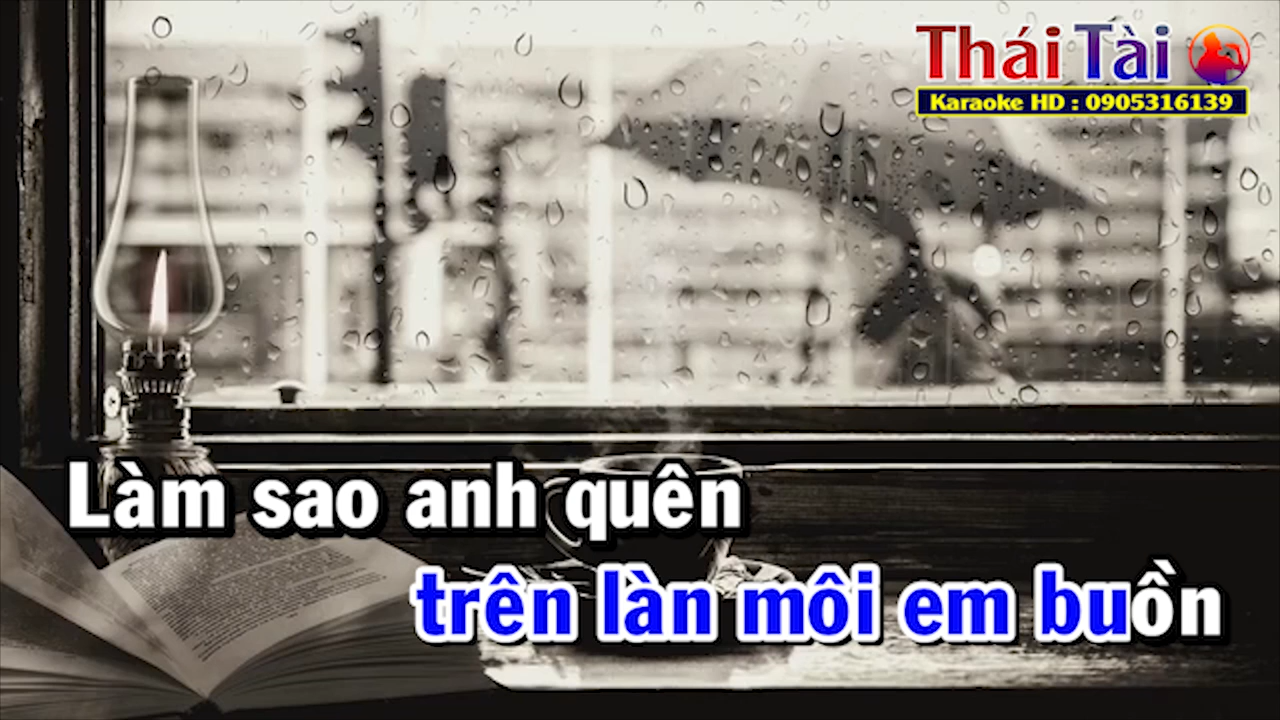 Thái Tài
Karaoke HD : 0905316139
Làm sao anh quên
trên làn môi em buồn